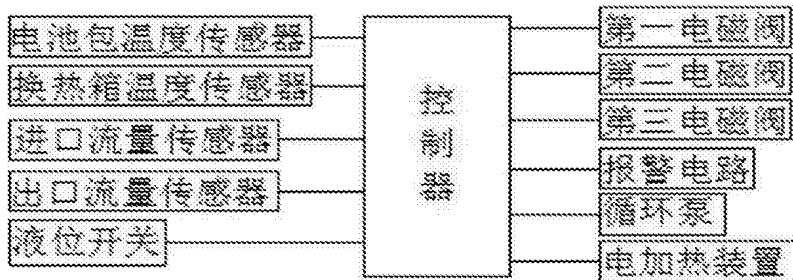 电池包温度传感器
换热箱温度传感器
进口流量传感器
出口流量传感器
液位开关
控制器
第一电磁阀
第二电磁阀
第三电磁阀
报警电路
循环泵
电加热装置